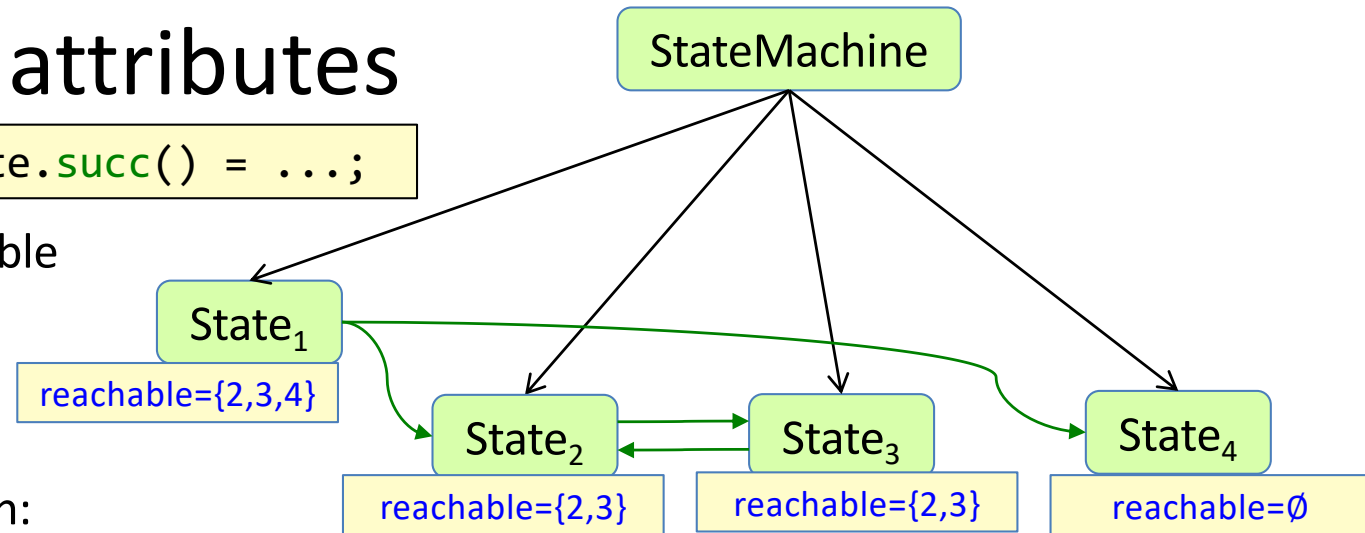 attributes
StateMachine
te.succ() = ...;
ble
State₁
reachable={2,3,4}
State₂
State₃
State₄
reachable={2,3}
reachable={2,3}
reachable=∅
n: